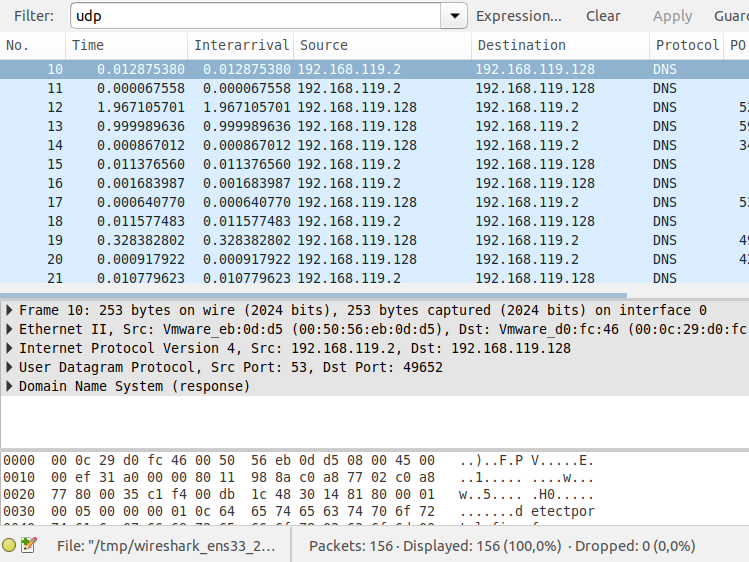 Filter: udp Expression... Clear Apply
No. Time Interarrival Source Destination Protocol PO
10 0.012875380 0.012875380 192.168.119.2 192.168.119.128 DNS
11 0.000067558 0.000067558 192.168.119.2 192.168.119.128 DNS
12 1.967105701 1.967105701 192.168.119.128 192.168.119.2 DNS
13 0.999989636 0.999989636 192.168.119.128 192.168.119.2 DNS
14 0.000867012 0.000867012 192.168.119.128 192.168.119.2 DNS
15 0.011376560 0.011376560 192.168.119.2 192.168.119.128 DNS
16 0.001683987 0.001683987 192.168.119.2 192.168.119.128 DNS
17 0.000640770 0.000640770 192.168.119.128 192.168.119.2 DNS
18 0.011577483 0.011577483 192.168.119.2 192.168.119.128 DNS
19 0.328382802 0.328382802 192.168.119.128 192.168.119.2 DNS
20 0.000917922 0.000917922 192.168.119.128 192.168.119.2 DNS
21 0.010779623 0.010779623 192.168.119.2 192.168.119.128 DNS
Frame 10: 253 bytes on wire (2024 bits), 253 bytes captured (2024 bits) on interface 0
Ethernet II, Src: Vmware_eb:0d:d5 (00:50:56:eb:0d:d5), Dst: Vmware_d0:fc:46 (00:0c:29:d0:fc
Internet Protocol Version 4, Src: 192.168.119.2, Dst: 192.168.119.128
User Datagram Protocol, Src Port: 53, Dst Port: 49652
Domain Name System (response)
0000 00 0c 29 d0 fc 46 00 50 56 eb 0d d5 08 00 45 00 ..)..F.P V.....E.
0010 00 ef 31 a0 00 00 80 11 98 8a c0 a8 77 02 c0 a8 ..1..... ....w...
0020 77 80 00 35 c1 f4 00 db 1c 48 30 14 81 80 00 01 w..5.... .H0.....
0030 00 05 00 00 00 01 0c 64 65 74 65 63 74 70 6f 72 .......d etectpor
File: "/tmp/wireshark_ens33_2... Packets: 156 · Displayed: 156 (100,0%) · Dropped: 0 (0,0%)